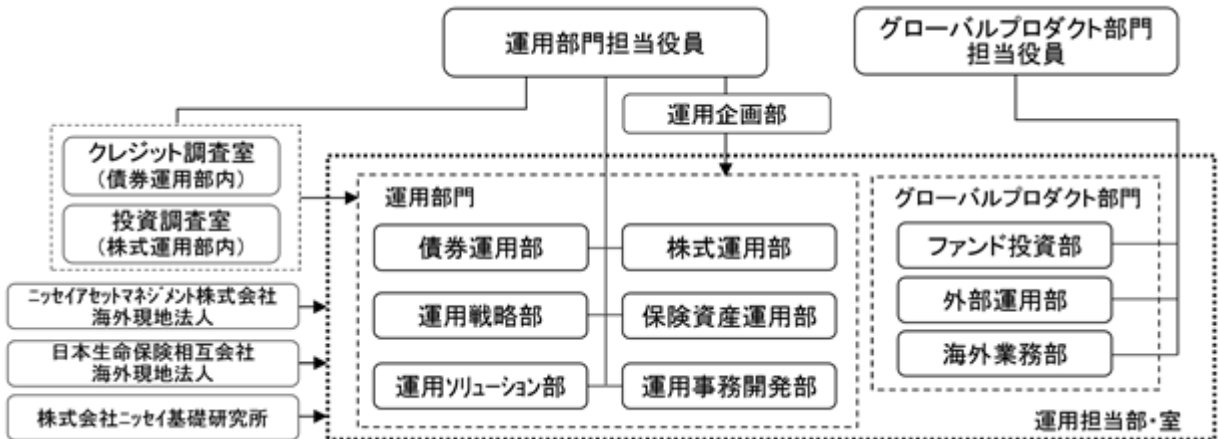 運用部門担当役員
グローバルプロダクト部門
担当役員
運用企画部
クレジット調査室
(債券運用部内)
投資調査室
(株式運用部内)
運用部門
債券運用部
株式運用部
運用戦略部
保険資産運用部
運用ソリューション部
運用事務開発部
グローバルプロダクト部門
ファンド投資部
外部運用部
海外業務部
ニッセイアセットマネジメント株式会社
海外現地法人
日本生命保険相互会社
海外現地法人
株式会社ニッセイ基礎研究所
運用担当部・室